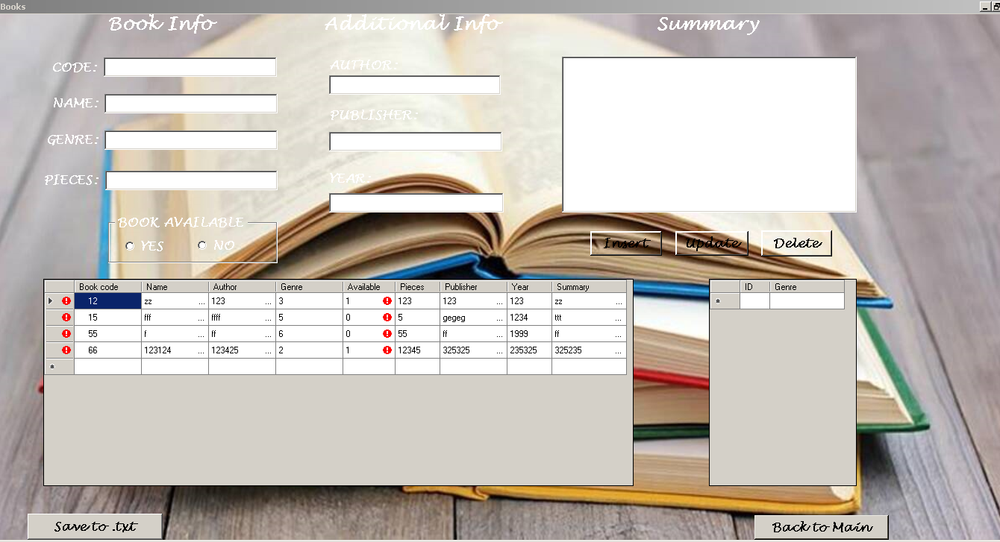 Books
Book Info Additional Info Summary
CODE: AUTHOR:
NAME: PUBLISHER:
GENRE:
PIECES: YEAR:
BOOK AVAILABLE
YES NO
Insert Update Delete
Book code Name Author Genre Available Pieces Publisher Year Summary
12 zz ... 123 ... 3 1 123 123 ... 123 zz ...
15 fff ... ffff ... 5 0 5 gegeg ... 1234 ttt ...
55 f ... ff ... 6 0 55 ff ... 1999 ff ...
66 123124 ... 123425 ... 2 1 12345 325325 ... 235325 325235 ...
ID Genre
Save to .txt Back to Main